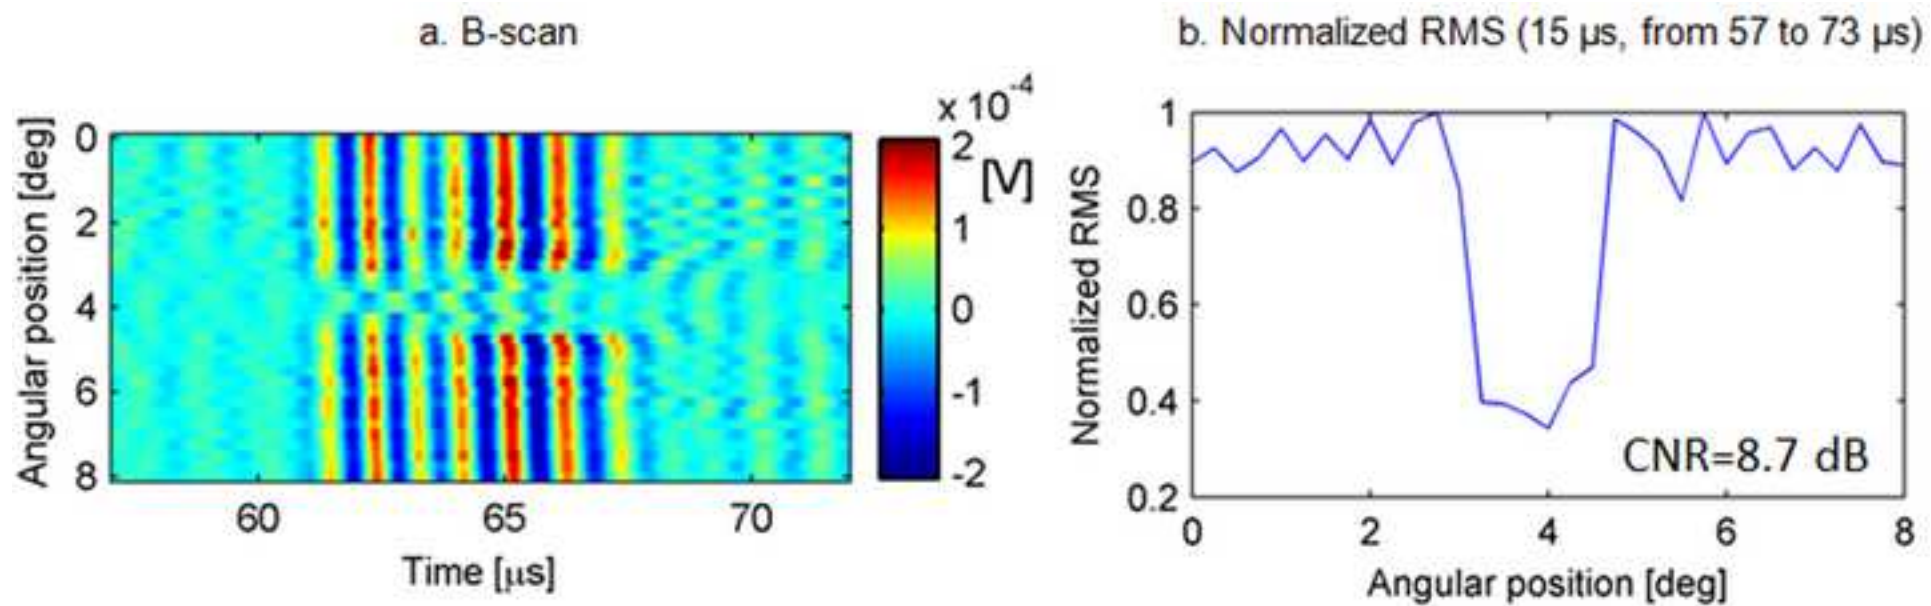 a. B-scan
x 10-4
[V]
2
1
0
-1
-2
Angular position [deg]
0
2
4
6
8
60
65
70
Time [μs]
b. Normalized RMS (15 µs, from 57 to 73 µs)
Normalized RMS
1
0.8
0.6
0.4
0.2
CNR=8.7 dB
0
2
4
6
8
Angular position [deg]